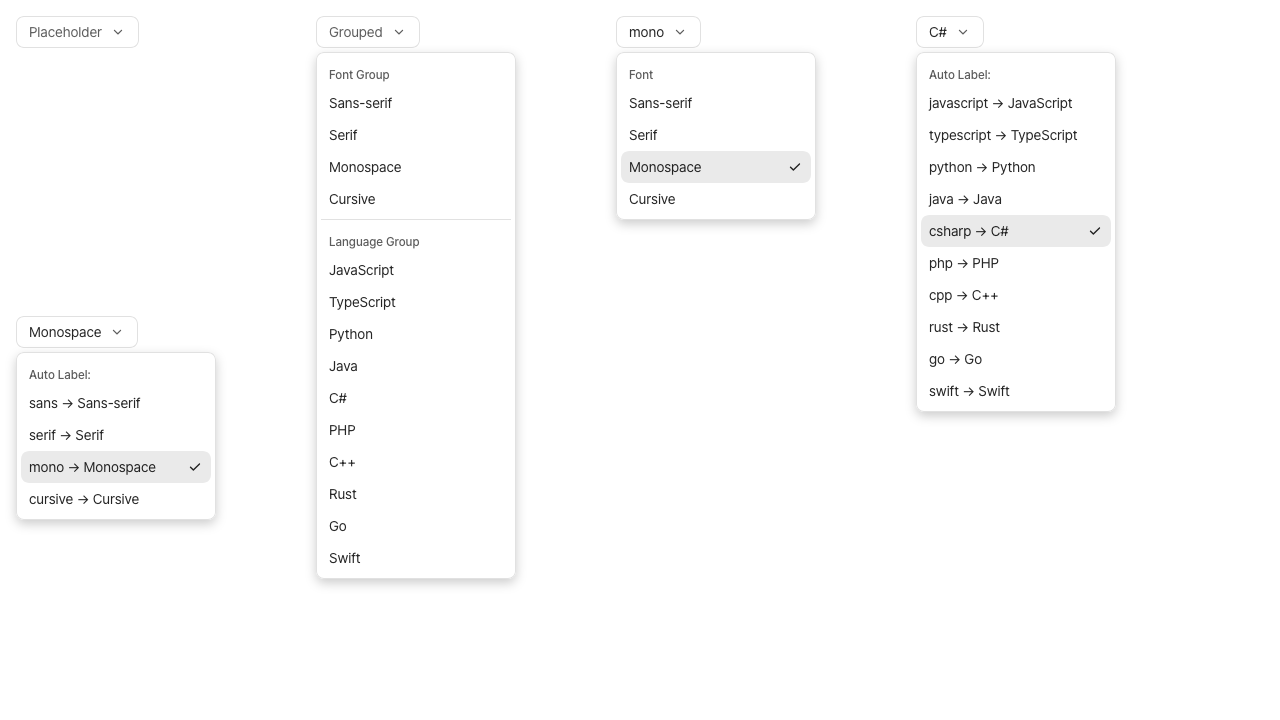 Placeholder
Grouped
Font Group
Sans-serif
Serif
Monospace
Cursive
Language Group
JavaScript
TypeScript
Python
Java
C#
PHP
C++
Rust
Go
Swift
mono
Font
Sans-serif
Serif
Monospace
Cursive
C#
Auto Label:
javascript → JavaScript
typescript → TypeScript
python → Python
java → Java
csharp → C#
php → PHP
cpp → C++
rust → Rust
go → Go
swift → Swift
Monospace
Auto Label:
sans → Sans-serif
serif → Serif
mono → Monospace
cursive → Cursive